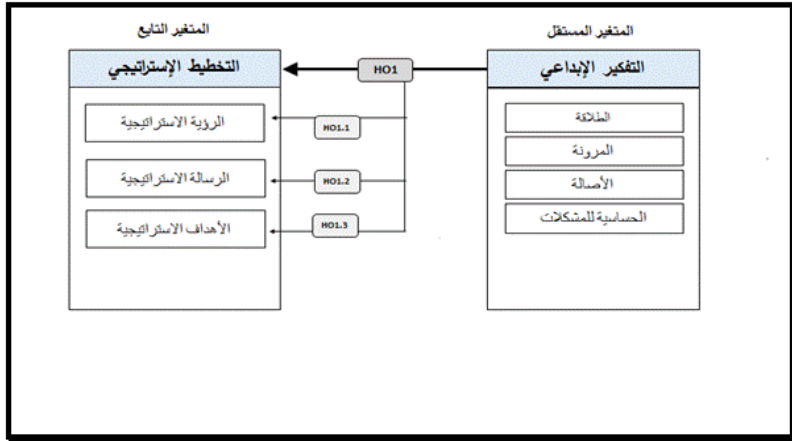 المتغير المستقل
المتغير التابع
التفكير الإبداعي
HO1
التخطيط الإستراتيجي
الطلاقة
المرونة
الأصالة
الحساسية للمشكلات
HO1.1
HO1.2
HO1.3
الرؤية الاستراتيجية
الرسالة الاستراتيجية
الأهداف الاستراتيجية